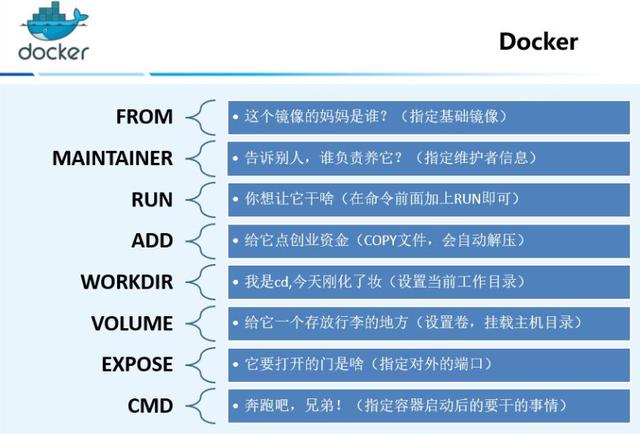 docker
Docker
FROM
• 这个镜像的妈妈是谁？（指定基础镜像）
MAINTAINER
• 告诉别人，谁负责养它？（指定维护者信息）
RUN
• 你想让它干啥（在命令前面加上RUN即可）
ADD
• 给它点创业资金（COPY文件，会自动解压）
WORKDIR
• 我是cd,今天刚化了妆（设置当前工作目录）
VOLUME
• 给它一个存放行李的地方（设置卷，挂载主机目录）
EXPOSE
• 它要打开的门是啥（指定对外的端口）
CMD
• 奔跑吧，兄弟！（指定容器启动后的要干的事情）